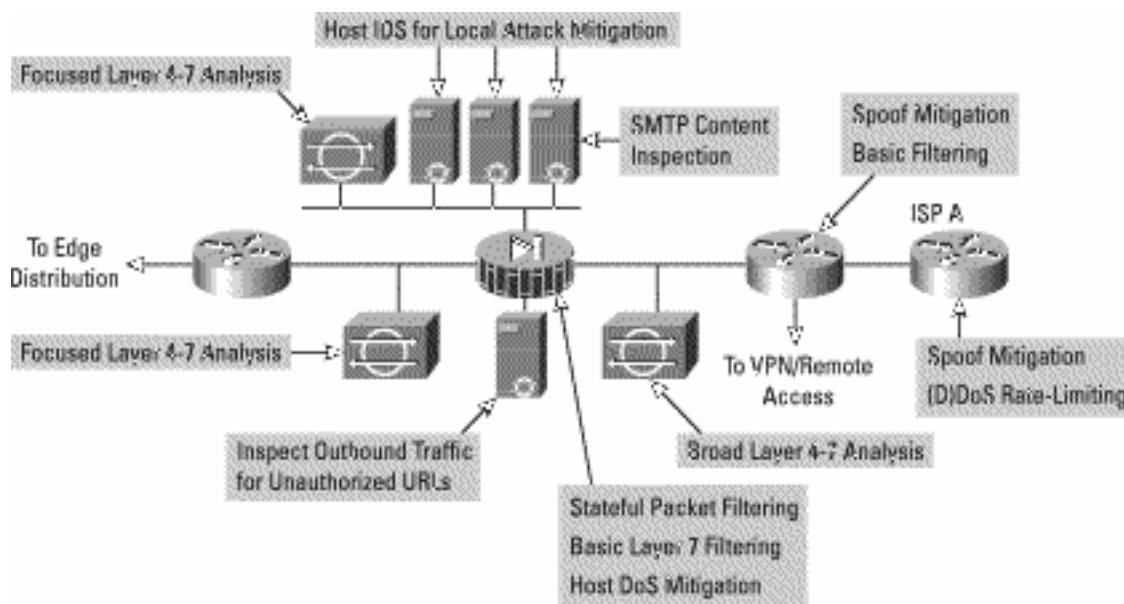 Host IDS for Local Attack Mitigation
Focused Layer 4-7 Analysis
SMTP Content
Inspection
Spoof Mitigation
Basic Filtering
ISP A
To Edge
Distribution
Focused Layer 4-7 Analysis
To VPN/Remote
Access
Spoof Mitigation
(D)DoS Rate-Limiting
Inspect Outbound Traffic
for Unauthorized URLs
Broad Layer 4-7 Analysis
Stateful Packet Filtering
Basic Layer 7 Filtering
Host DoS Mitigation